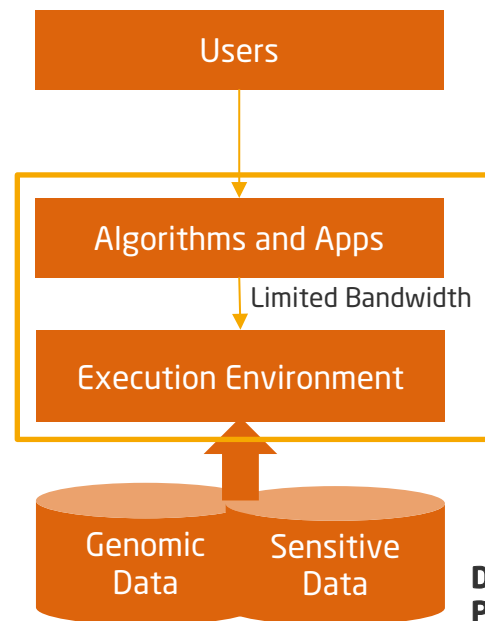 Users
Algorithms and Apps
Limited Bandwidth
Execution Environment
Genomic
Data
Sensitive
Data
D
P